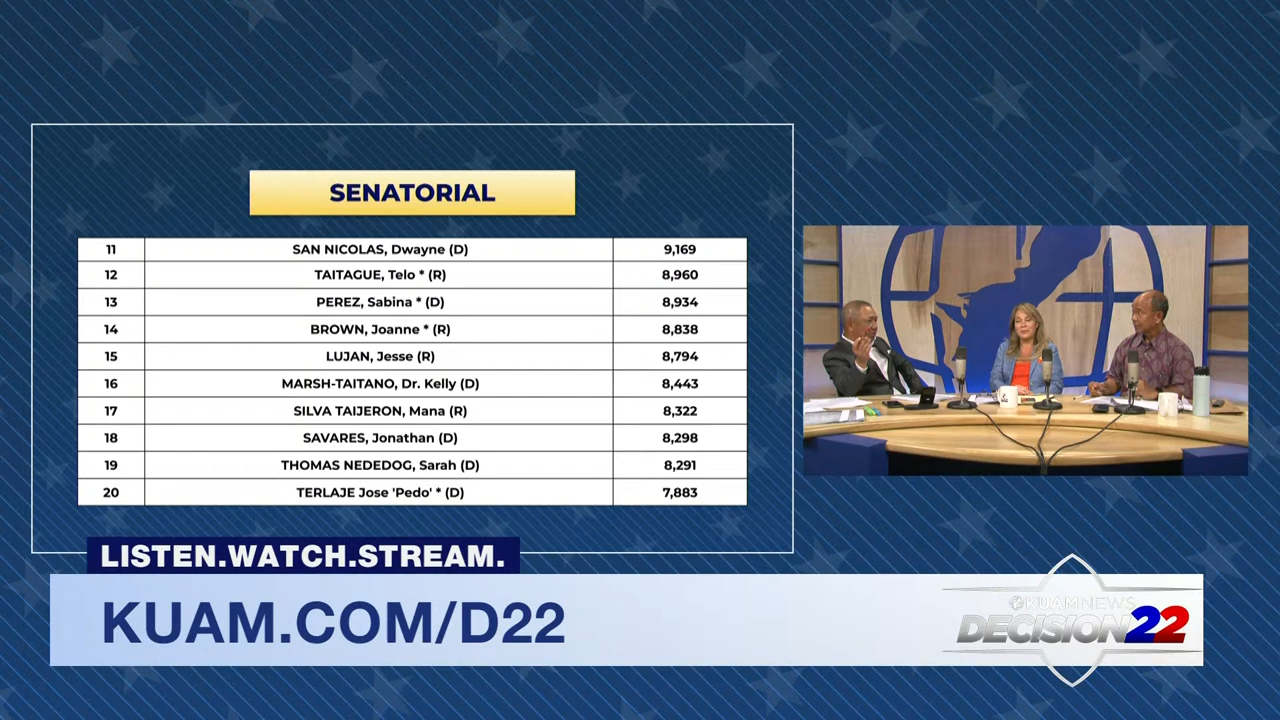 SENATORIAL
11 SAN NICOLAS, Dwayne (D) 9,169
12 TAITAGUE, Telo * (R) 8,960
13 PEREZ, Sabina * (D) 8,934
14 BROWN, Joanne * (R) 8,838
15 LUJAN, Jesse (R) 8,794
16 MARSH-TAITANO, Dr. Kelly (D) 8,443
17 SILVA TAIJERON, Mana (R) 8,322
18 SAVARES, Jonathan (D) 8,298
19 THOMAS NEDEDOG, Sarah (D) 8,291
20 TERLAJE Jose 'Pedo' * (D) 7,883
LISTEN.WATCH.STREAM.
KUAM.COM/D22
KUAM NEWS
DECISION22